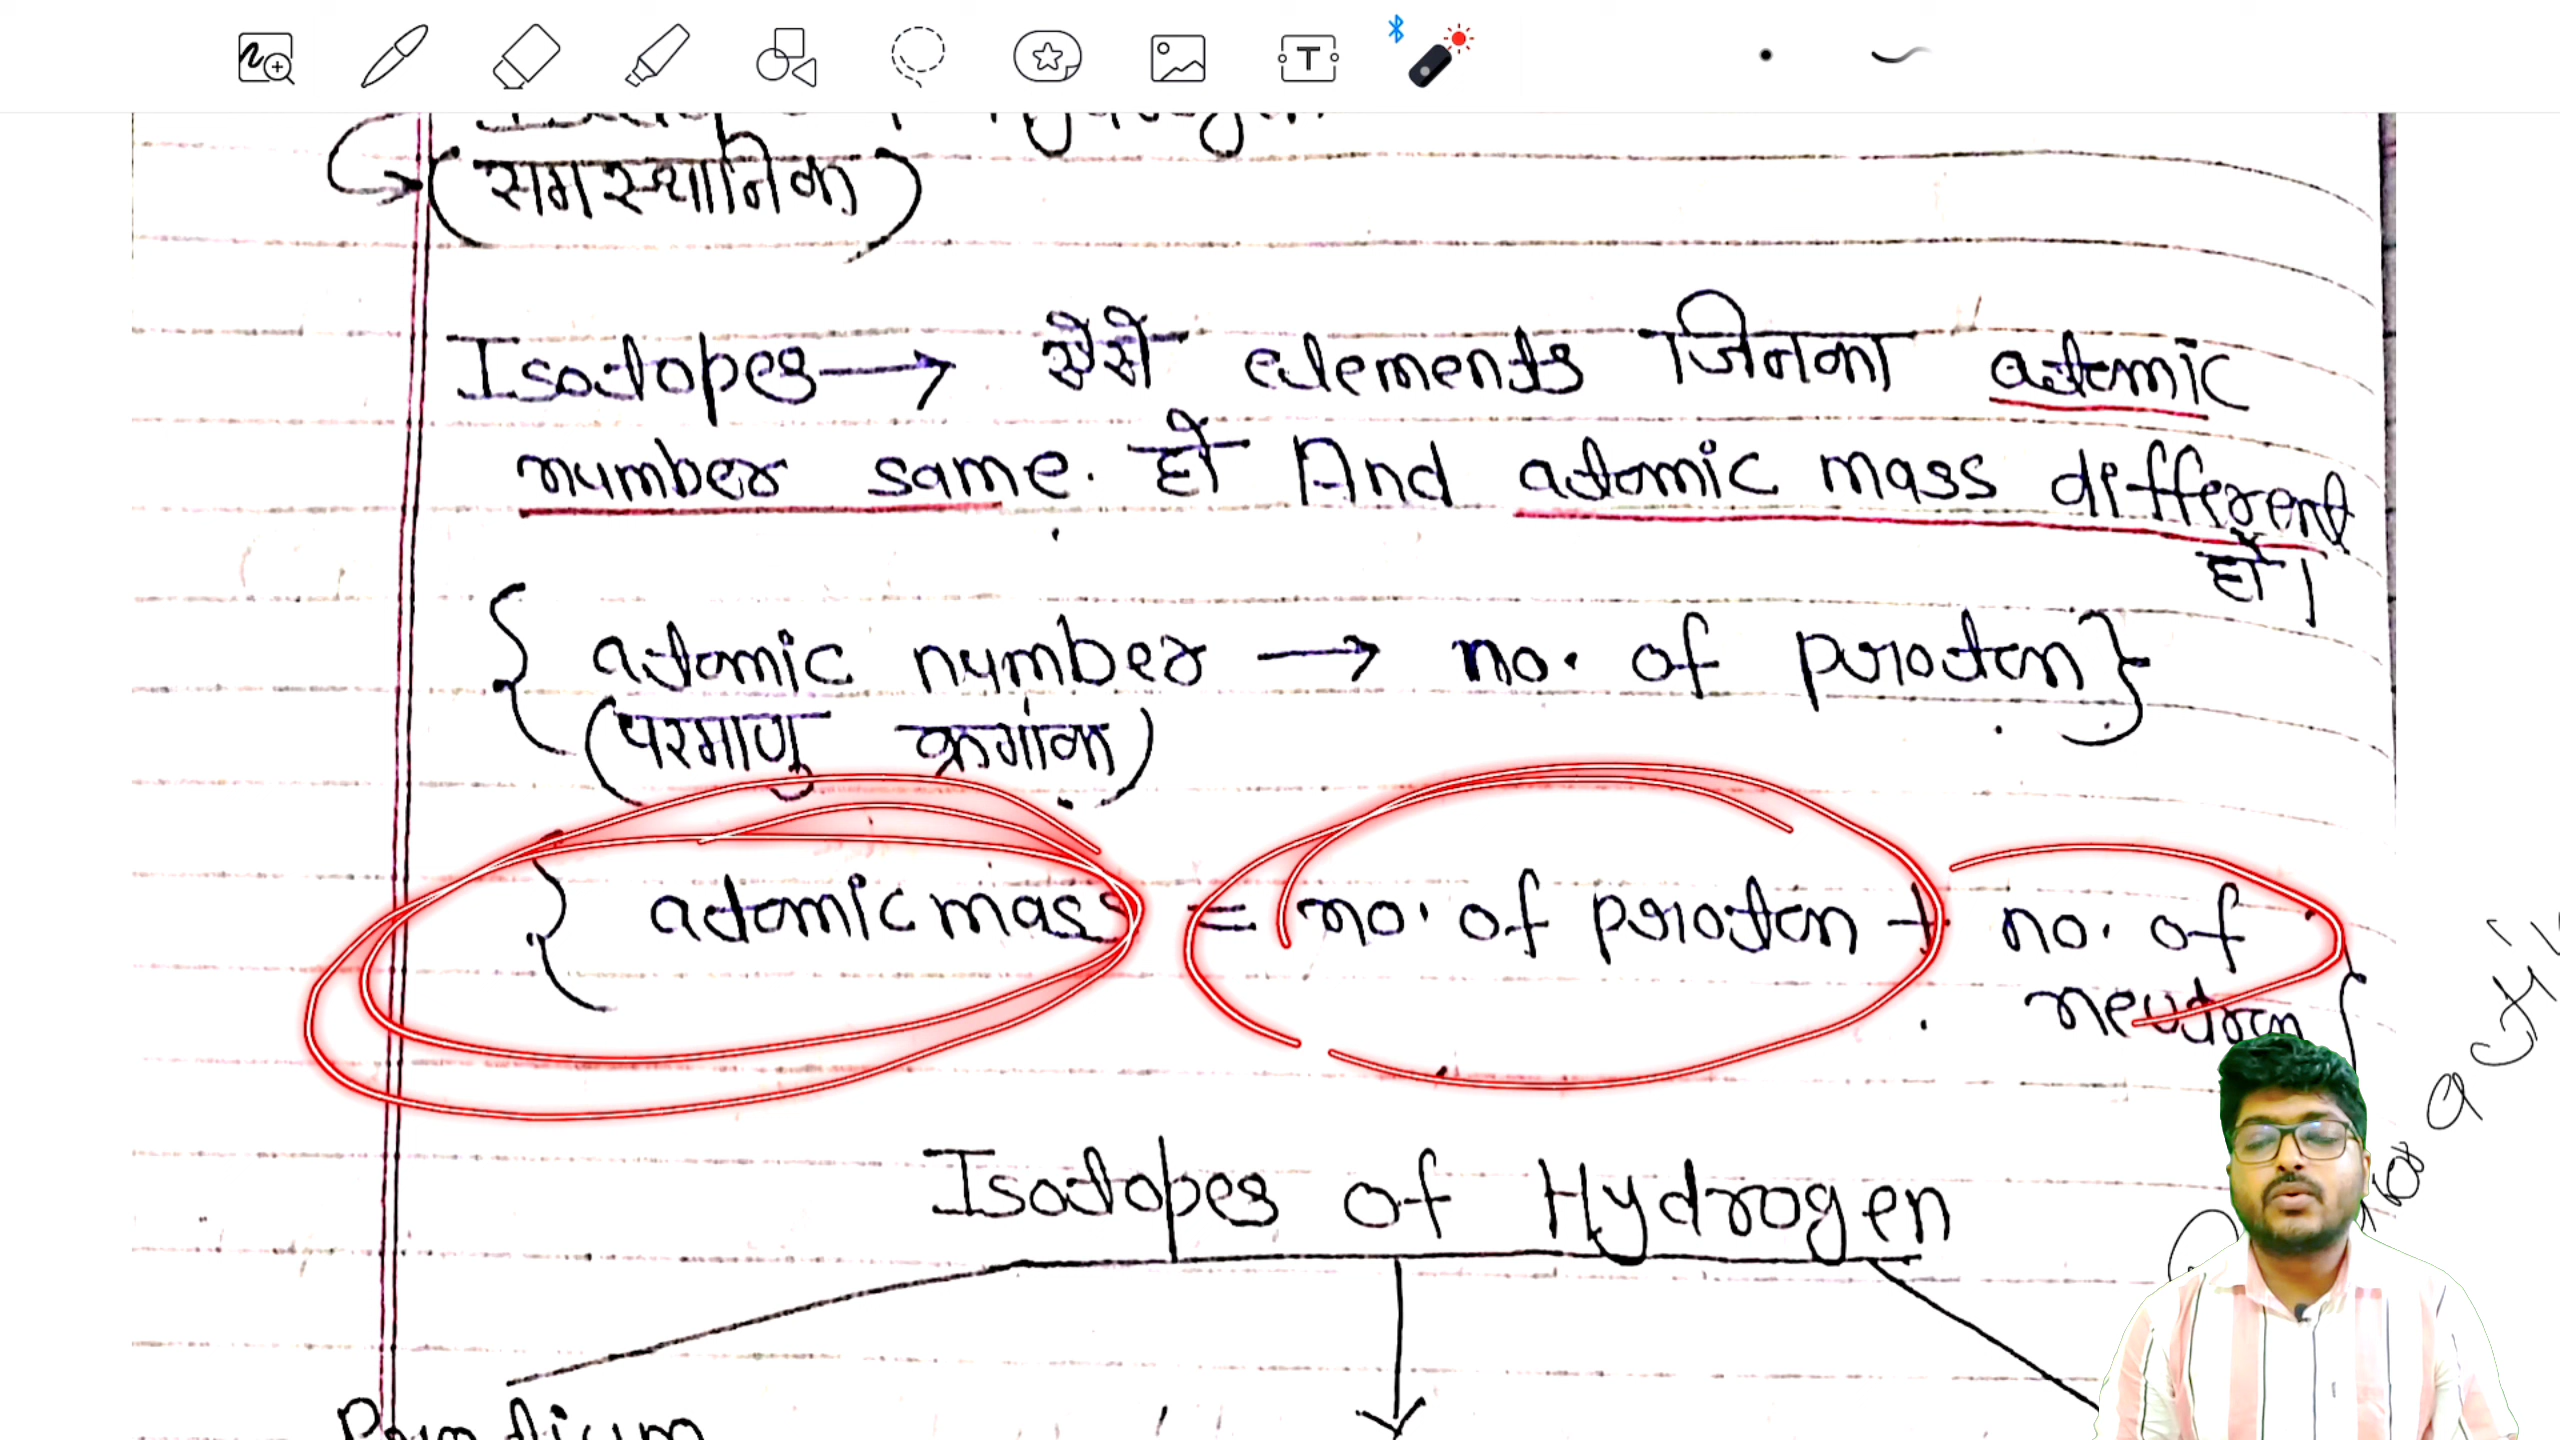 (समस्थानिक)
Isotopes → ऐसे elements जिनका atomic
number same. हो And atomic mass different
हो।
{ atomic number → no. of proton }
(परमाणु क्रमांक)
{ atomic mass = no. of proton + no. of
neutron }
Isotopes of Hydrogen
T